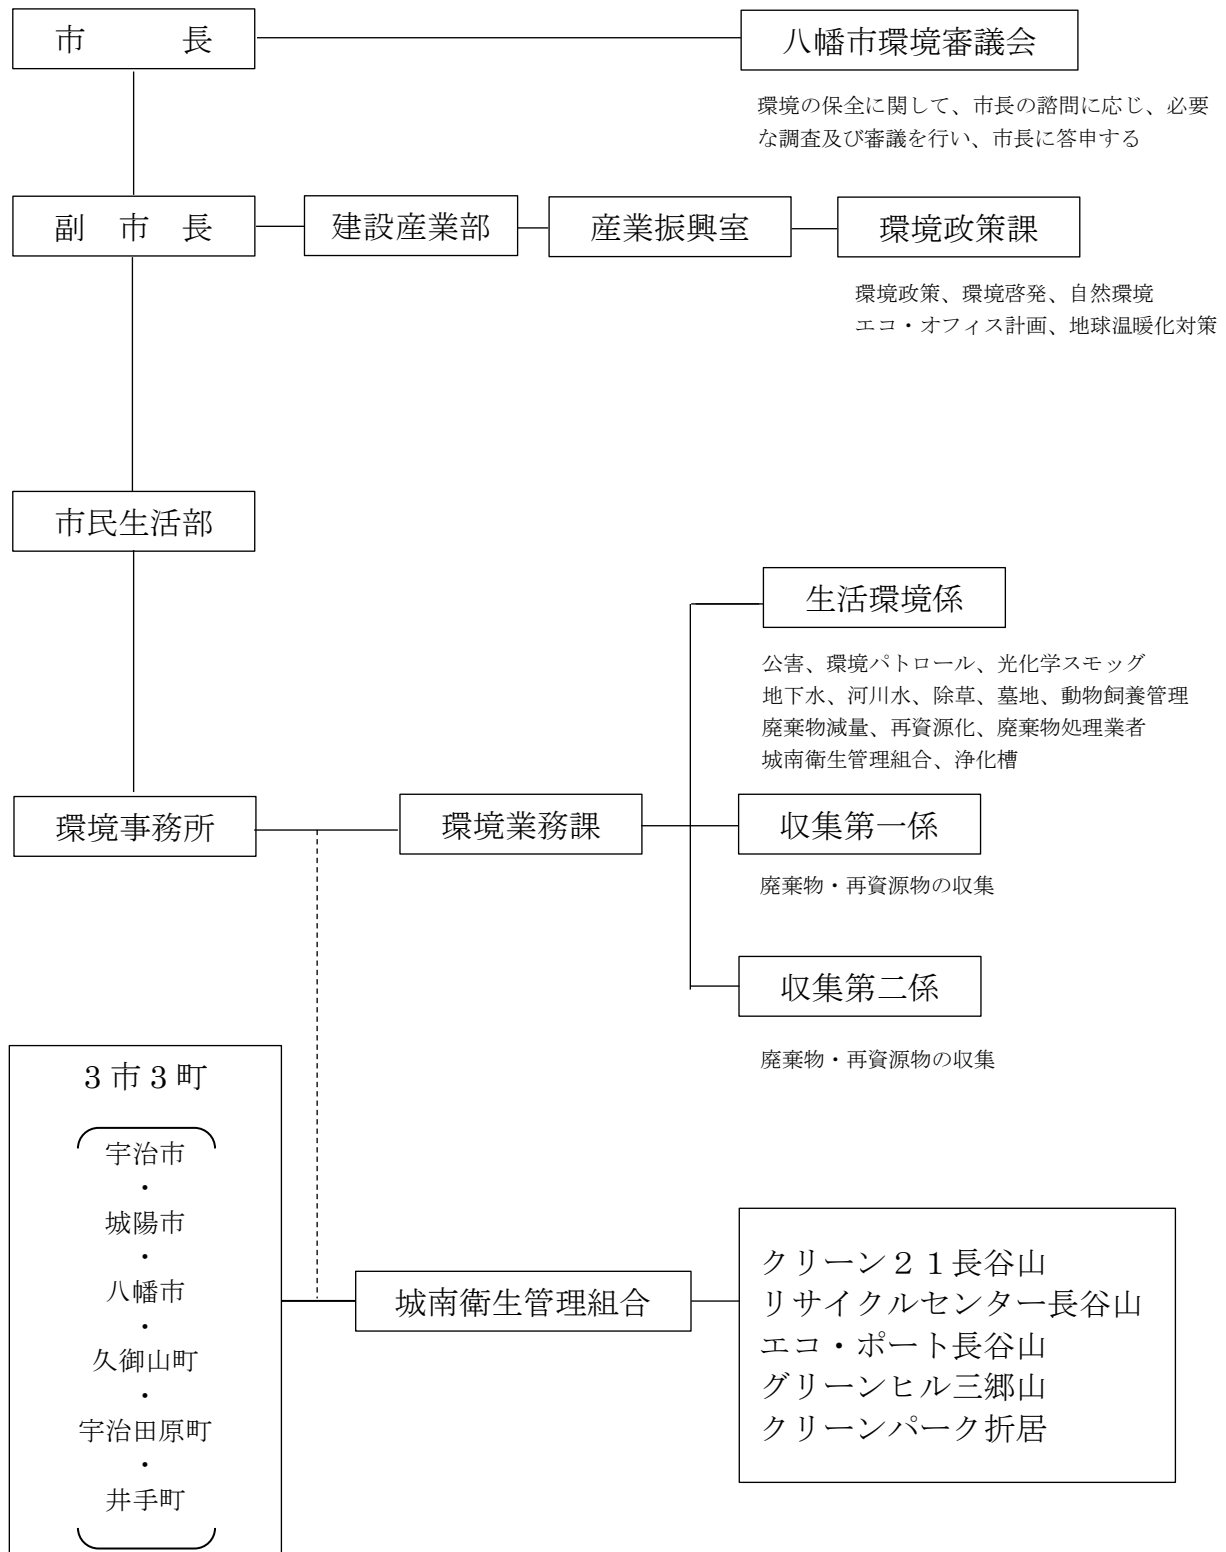 市　　長
八幡市環境審議会
環境の保全に関して、市長の諮問に応じ、必要
な調査及び審議を行い、市長に答申する
副　市　長
建設産業部
産業振興室
環境政策課
環境政策、環境啓発、自然環境
エコ・オフィス計画、地球温暖化対策
市民生活部
生活環境係
公害、環境パトロール、光化学スモッグ
地下水、河川水、除草、墓地、動物飼養管理
廃棄物減量、再資源化、廃棄物処理業者
城南衛生管理組合、浄化槽
環境事務所
環境業務課
収集第一係
廃棄物・再資源物の収集
収集第二係
廃棄物・再資源物の収集
３市３町
宇治市
・
城陽市
・
八幡市
・
久御山町
・
宇治田原町
・
井手町
城南衛生管理組合
クリーン２１長谷山
リサイクルセンター長谷山
エコ・ポート長谷山
グリーンヒル三郷山
クリーンパーク折居